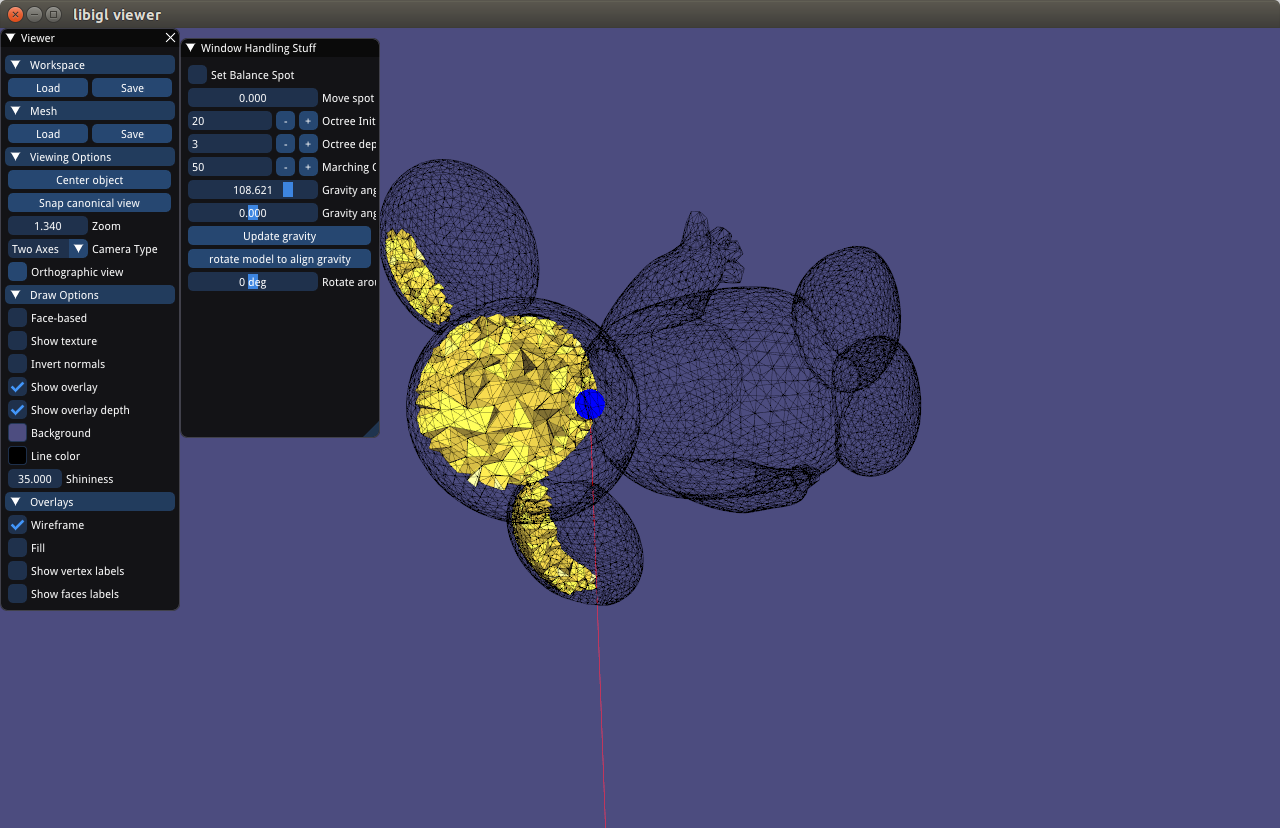 libigl viewer
Viewer
Workspace
Load Save
Mesh
Load Save
Viewing Options
Center object
Snap canonical view
1.340 Zoom
Two Axes Camera Type
Orthographic view
Draw Options
Face-based
Show texture
Invert normals
Show overlay
Show overlay depth
Background
Line color
35.000 Shininess
Overlays
Wireframe
Fill
Show vertex labels
Show faces labels
Window Handling Stuff
Set Balance Spot
0.000 Move spot
20 - + Octree Init
3 - + Octree dep
50 - + Marching C
108.621 Gravity ang
0.000 Gravity ang
Update gravity
rotate model to align gravity
0 deg Rotate arou